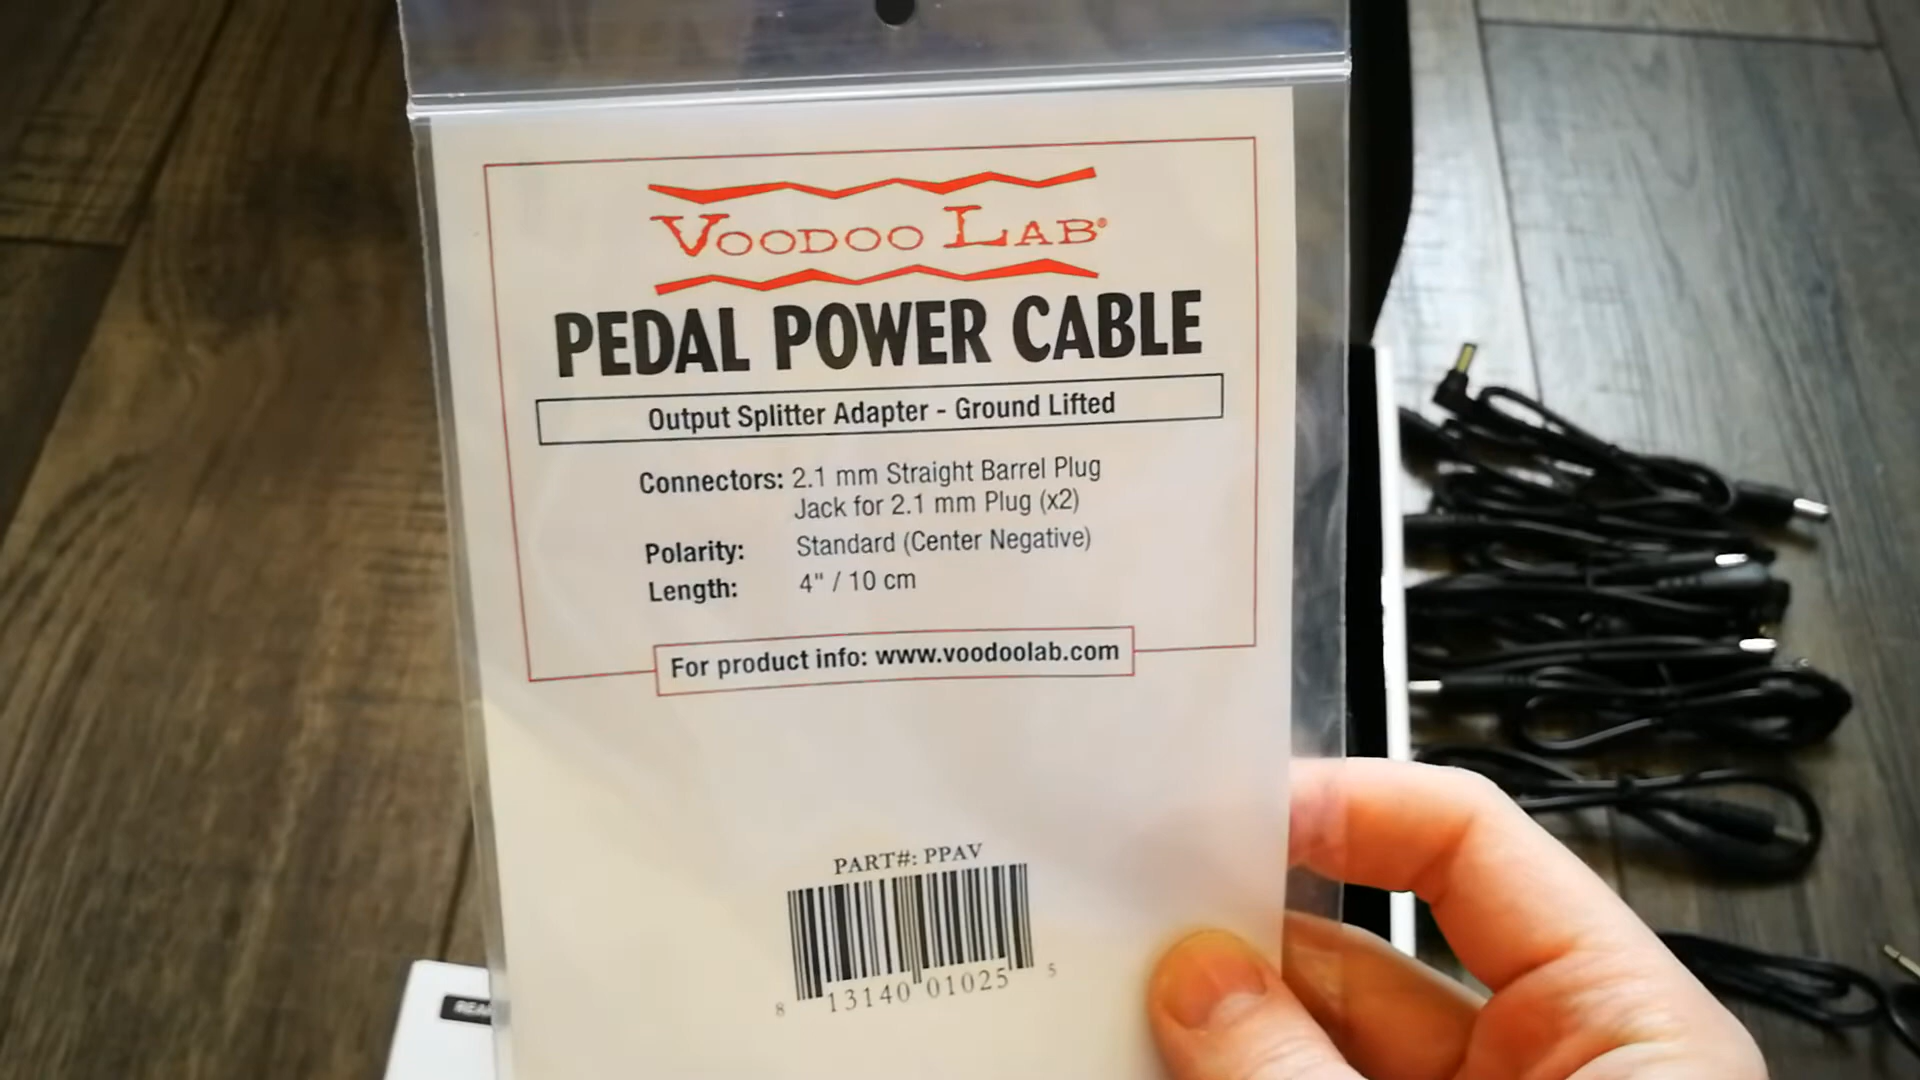 VOODOO LAB®
PEDAL POWER CABLE
Output Splitter Adapter - Ground Lifted
Connectors: 2.1 mm Straight Barrel Plug
Jack for 2.1 mm Plug (x2)
Polarity: Standard (Center Negative)
Length: 4" / 10 cm
For product info: www.voodoolab.com
PART#: PPAV
8 13140 01025 5